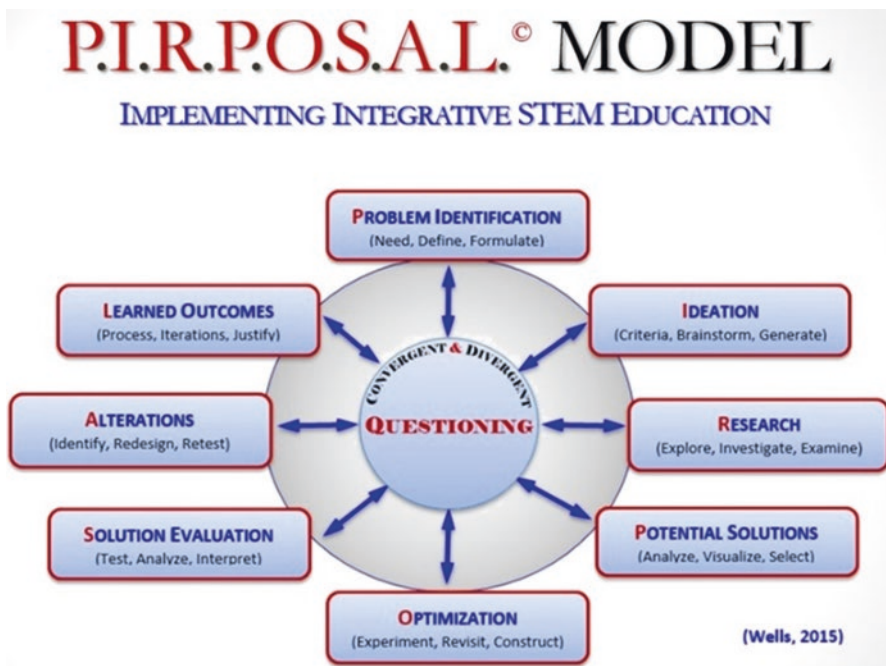 P.I.R.P.O.S.A.L.© MODEL
IMPLEMENTING INTEGRATIVE STEM EDUCATION
PROBLEM IDENTIFICATION
(Need, Define, Formulate)
LEARNED OUTCOMES
(Process, Iterations, Justify)
IDEATION
(Criteria, Brainstorm, Generate)
CONVERGENT & DIVERGENT
QUESTIONING
ALTERATIONS
(Identify, Redesign, Retest)
RESEARCH
(Explore, Investigate, Examine)
SOLUTION EVALUATION
(Test, Analyze, Interpret)
POTENTIAL SOLUTIONS
(Analyze, Visualize, Select)
OPTIMIZATION
(Experiment, Revisit, Construct)
(Wells, 2015)